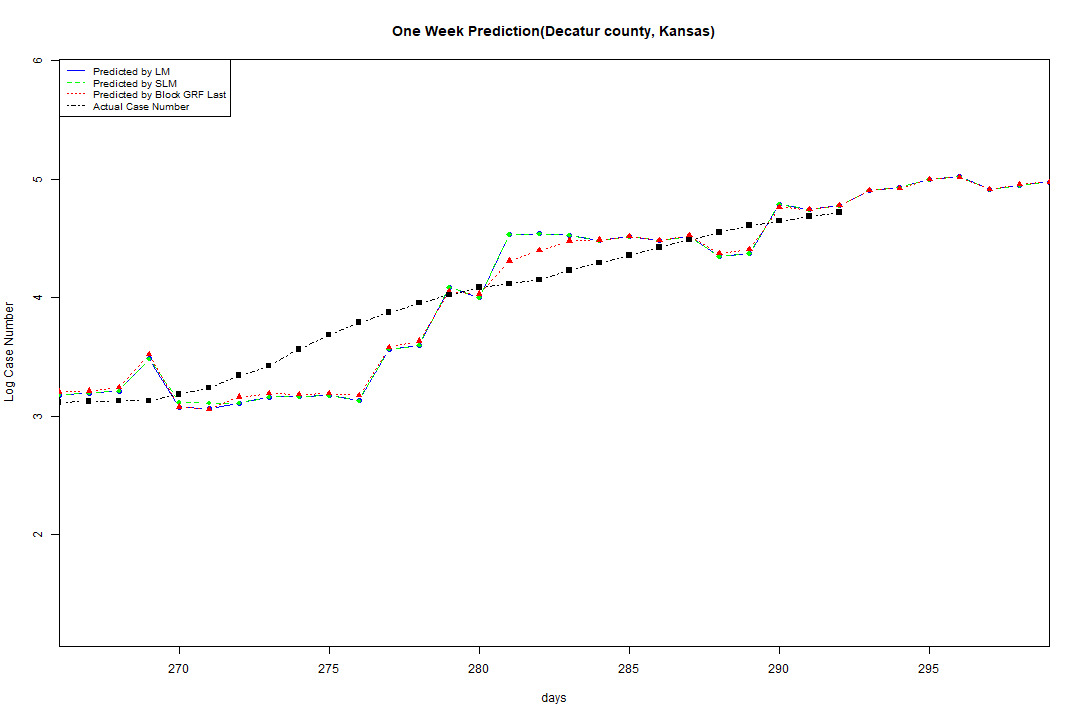 One Week Prediction(Decatur county, Kansas)
Predicted by LM
Predicted by SLM
Predicted by Block GRF Last
Actual Case Number
6
5
4
3
2
Log Case Number
270 275 280 285 290 295
days